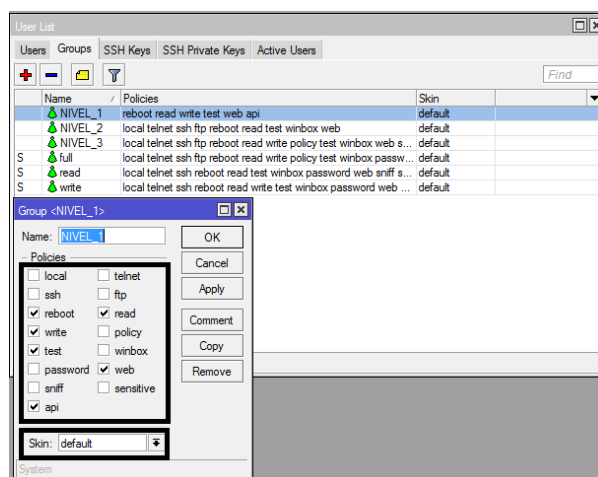 User List
Users Groups SSH Keys SSH Private Keys Active Users
Find
Name / Policies Skin
NIVEL_1 reboot read write test web api default
NIVEL_2 local telnet ssh ftp reboot read test winbox web default
NIVEL_3 local telnet ssh ftp reboot read write policy test winbox web s... default
S full local telnet ssh ftp reboot read write policy test winbox passw... default
S read local telnet ssh reboot read test winbox password web sniff s... default
S write local telnet ssh reboot read write test winbox password web ... default
Group <NIVEL_1>
Name: NIVEL_1 OK
Policies Cancel
local telnet
ssh ftp Apply
reboot read
write policy Comment
test winbox Copy
password web Remove
sniff sensitive
api
Skin: default
System